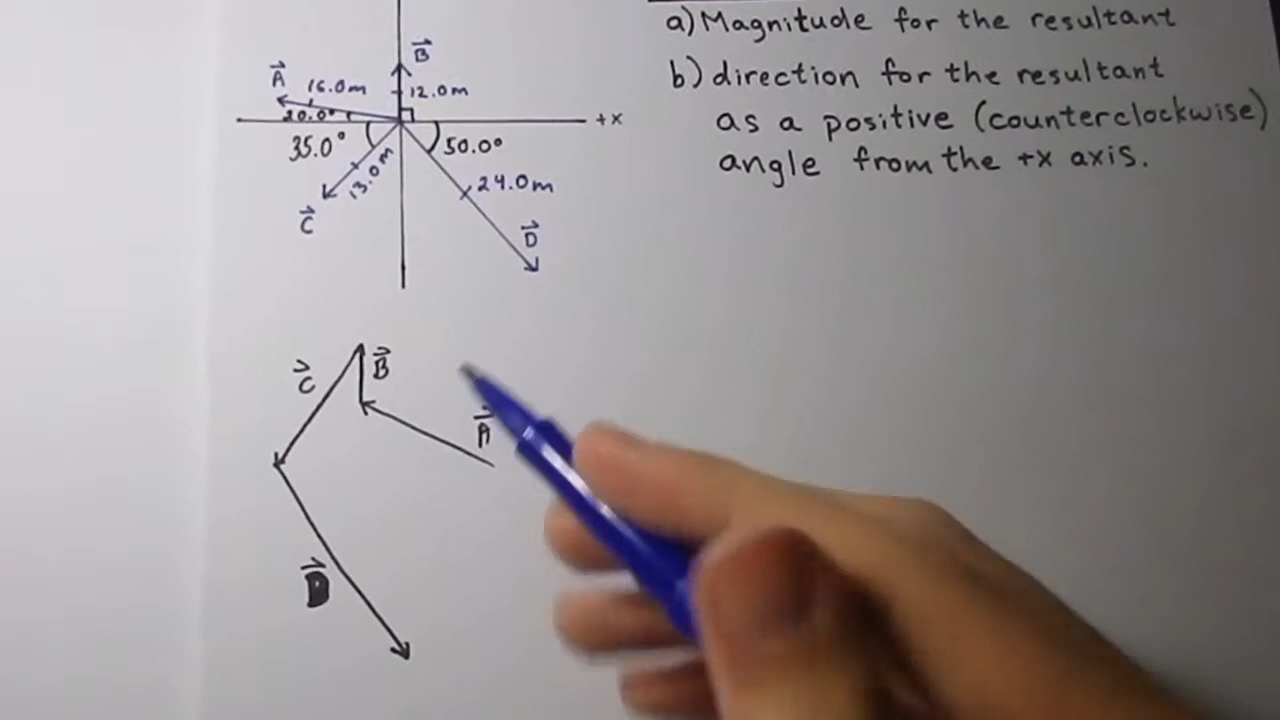 a) Magnitude for the resultant
b) direction for the resultant
as a positive (counterclockwise)
angle from the +x axis.
B
A
16.0m
12.0m
20.0°
+x
35.0°
50.0°
13.0m
24.0m
C
D
B
C
A
D